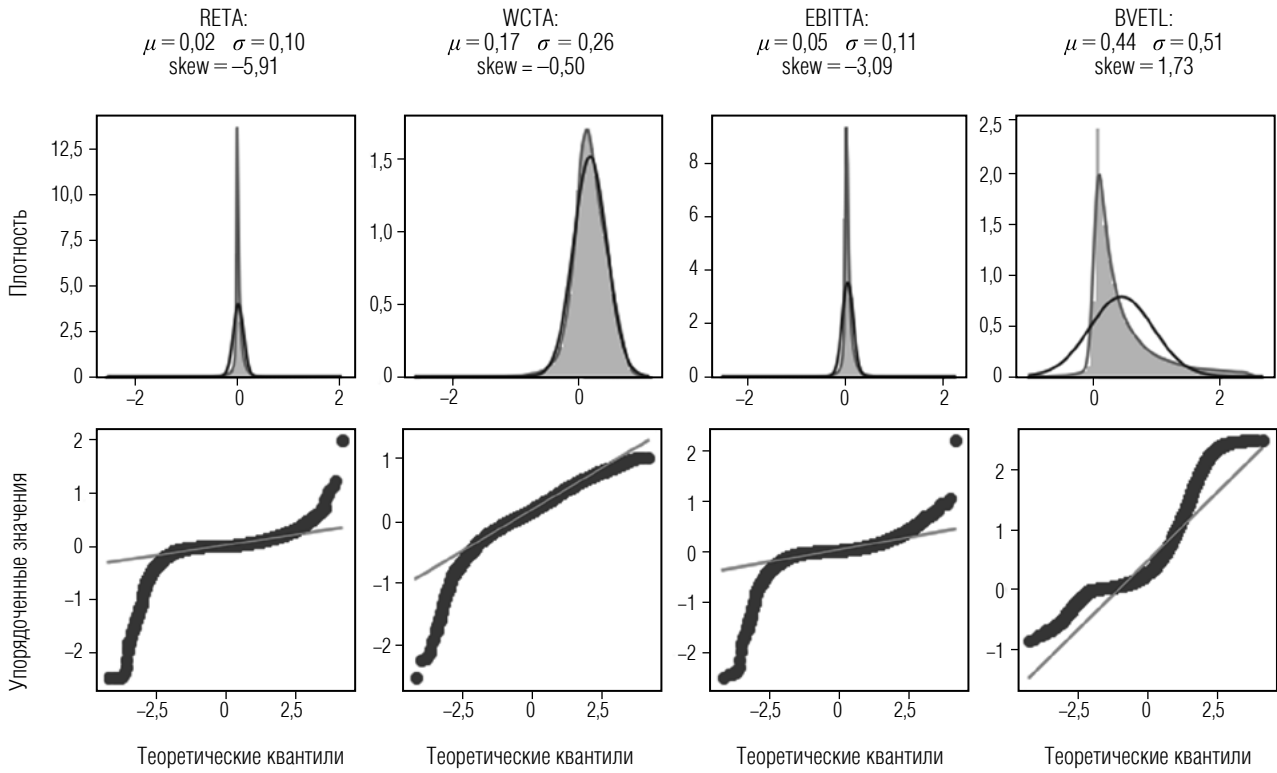 RETA:
μ = 0,02 σ = 0,10
skew = –5,91
WCTA:
μ = 0,17 σ = 0,26
skew = –0,50
EBITTA:
μ = 0,05 σ = 0,11
skew = –3,09
BVETL:
μ = 0,44 σ = 0,51
skew = 1,73
Плотность
12,5
10,0
7,5
5,0
2,5
0
–2 0 2
1,5
1,0
0,5
0
–2 0
8
6
4
2
0
–2 0 2
2,5
2,0
1,5
1,0
0,5
0
0 2
Упорядоченные значения
2
1
0
–1
–2
–2,5 0 2,5
1
0
–1
–2
–2,5 0 2,5
2
1
0
–1
–2
–2,5 0 2,5
2
1
0
–1
–2,5 0 2,5
Теоретические квантили
Теоретические квантили
Теоретические квантили
Теоретические квантили